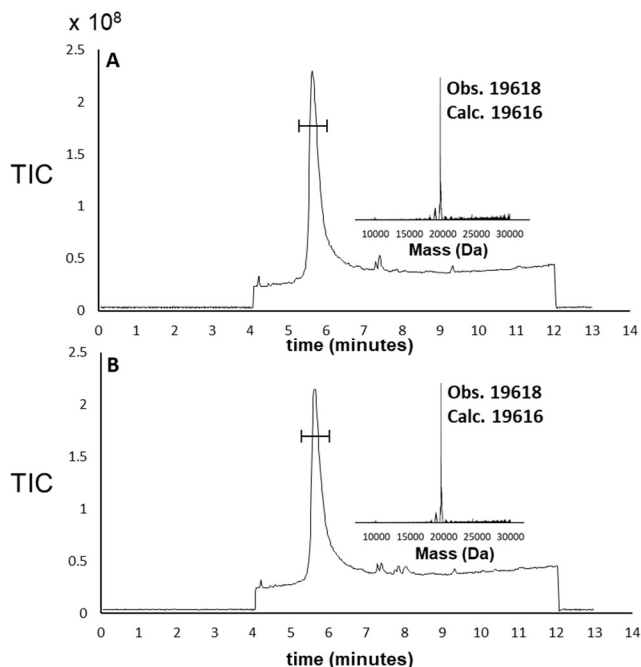 x 10⁸
2.5
A
2
1.5
1
0.5
0
TIC
Obs. 19618
Calc. 19616
10000 15000 20000 25000 30000
Mass (Da)
0 1 2 3 4 5 6 7 8 9 10 11 12 13 14
time (minutes)
2.5
B
2
1.5
1
0.5
0
TIC
Obs. 19618
Calc. 19616
10000 15000 20000 25000 30000
Mass (Da)
0 1 2 3 4 5 6 7 8 9 10 11 12 13 14
time (minutes)